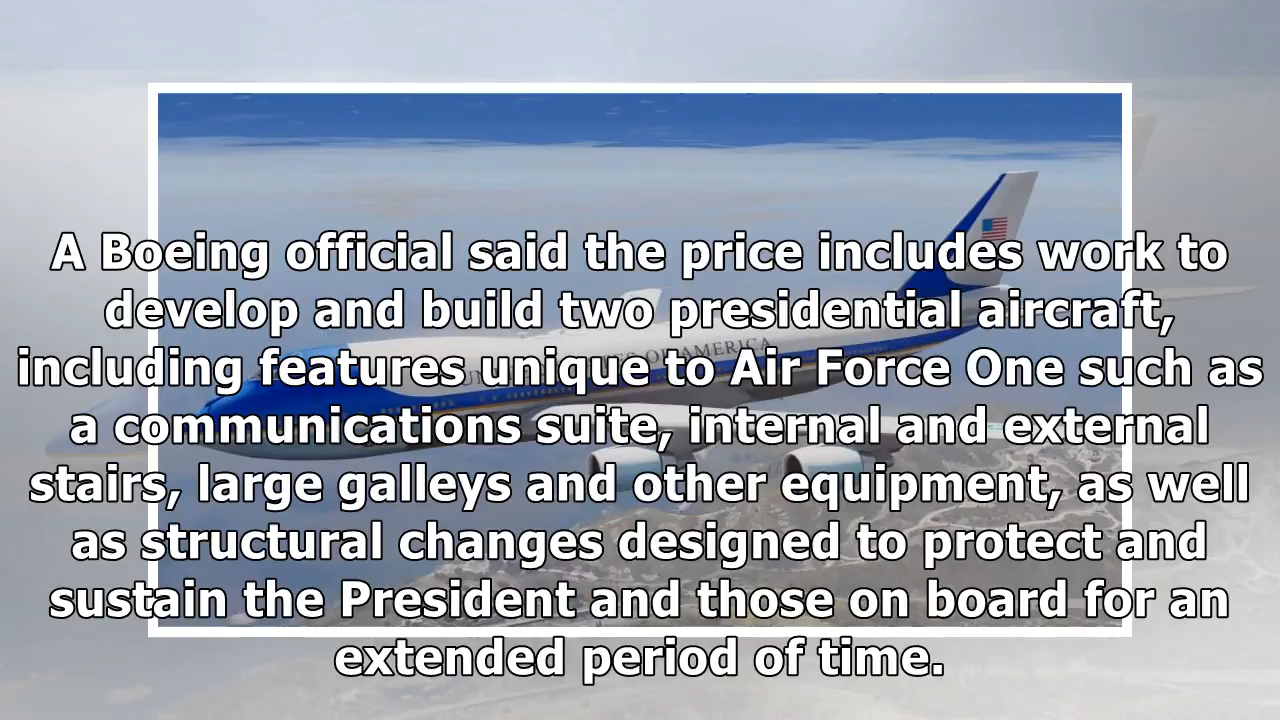 A Boeing official said the price includes work to
develop and build two presidential aircraft,
including features unique to Air Force One such as
a communications suite, internal and external
stairs, large galleys and other equipment, as well
as structural changes designed to protect and
sustain the President and those on board for an
extended period of time.
OF AMERICA